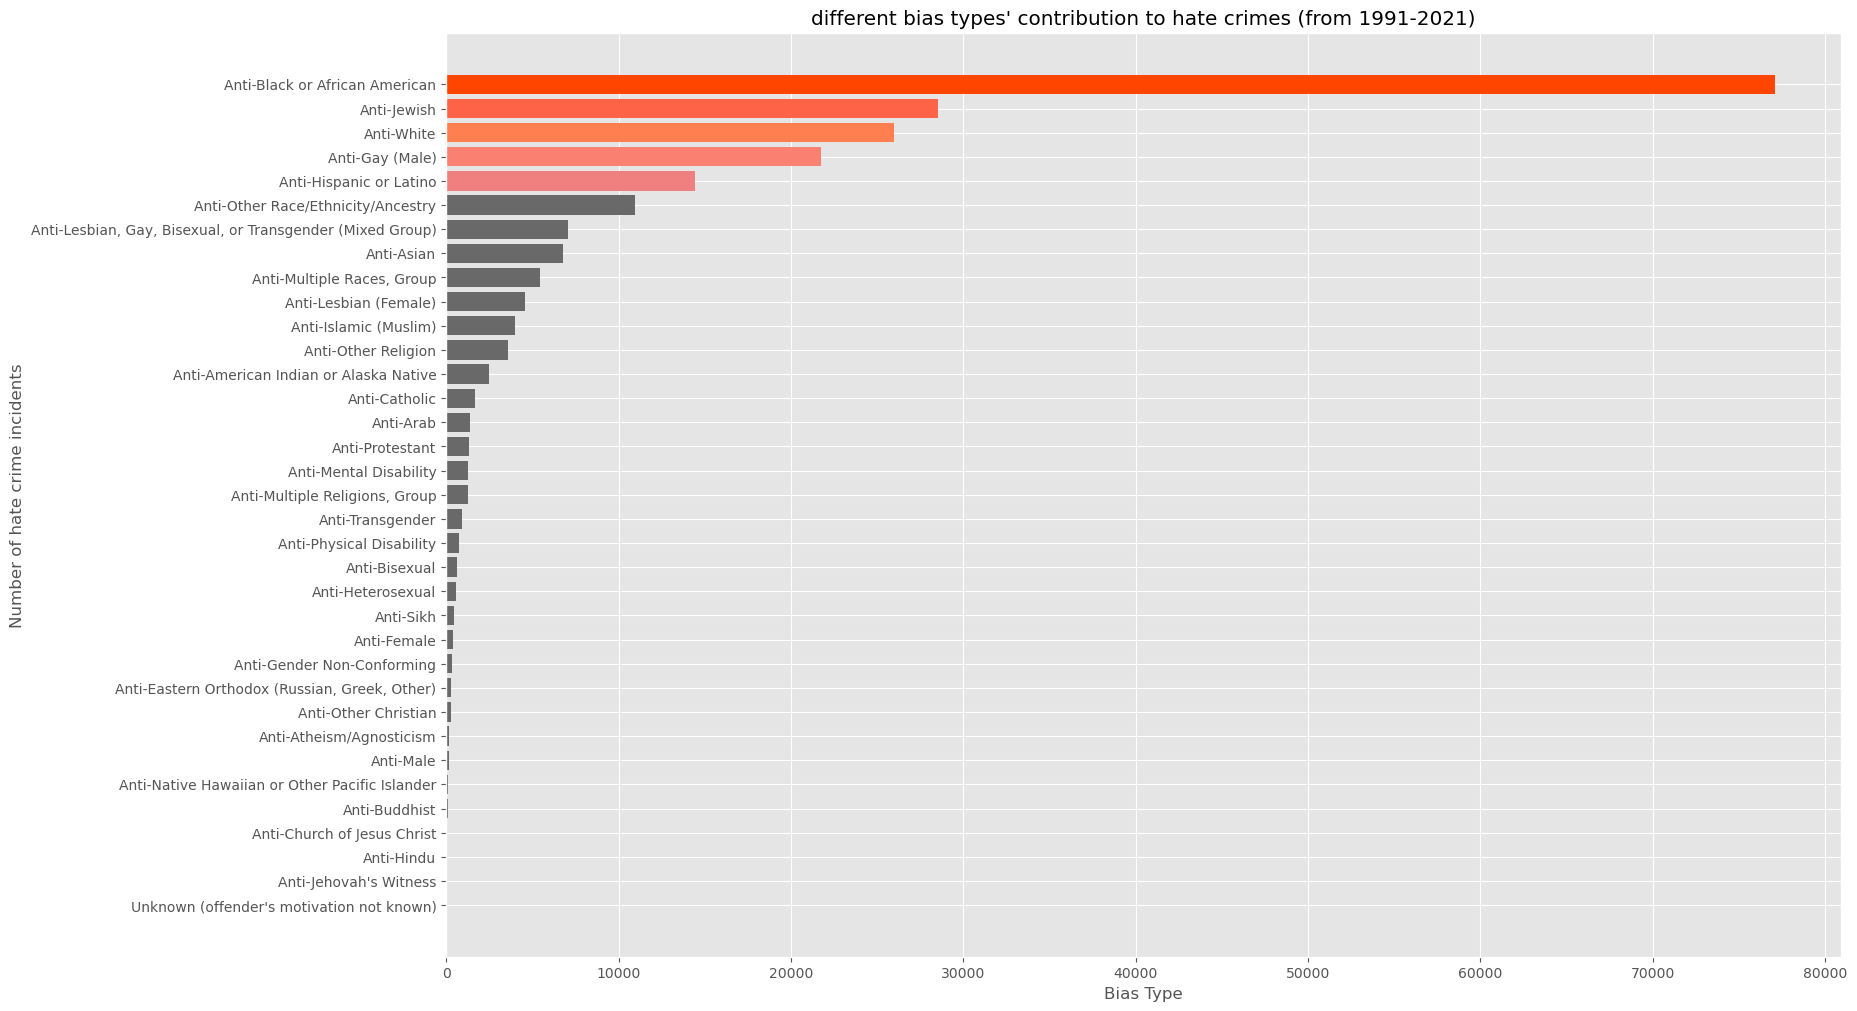 different bias types' contribution to hate crimes (from 1991-2021)
Number of hate crime incidents
Anti-Black or African American
Anti-Jewish
Anti-White
Anti-Gay (Male)
Anti-Hispanic or Latino
Anti-Other Race/Ethnicity/Ancestry
Anti-Lesbian, Gay, Bisexual, or Transgender (Mixed Group)
Anti-Asian
Anti-Multiple Races, Group
Anti-Lesbian (Female)
Anti-Islamic (Muslim)
Anti-Other Religion
Anti-American Indian or Alaska Native
Anti-Catholic
Anti-Arab
Anti-Protestant
Anti-Mental Disability
Anti-Multiple Religions, Group
Anti-Transgender
Anti-Physical Disability
Anti-Bisexual
Anti-Heterosexual
Anti-Sikh
Anti-Female
Anti-Gender Non-Conforming
Anti-Eastern Orthodox (Russian, Greek, Other)
Anti-Other Christian
Anti-Atheism/Agnosticism
Anti-Male
Anti-Native Hawaiian or Other Pacific Islander
Anti-Buddhist
Anti-Church of Jesus Christ
Anti-Hindu
Anti-Jehovah's Witness
Unknown (offender's motivation not known)
0 10000 20000 30000 40000 50000 60000 70000 80000
Bias Type